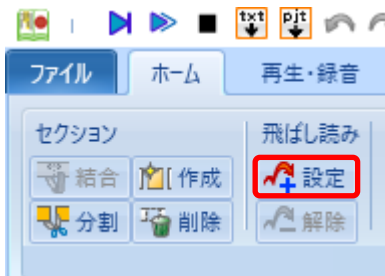 txt pjt
ファイル ホーム 再生・録音
セクション 飛ばし読み
結合 作成 設定
分割 削除 解除